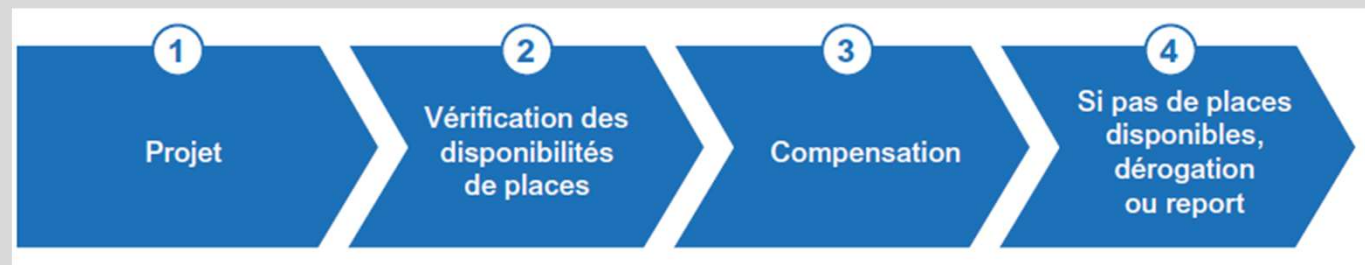 1
Projet
2
Vérification des
disponibilités
de places
3
Compensation
4
Si pas de places
disponibles,
dérogation
ou report